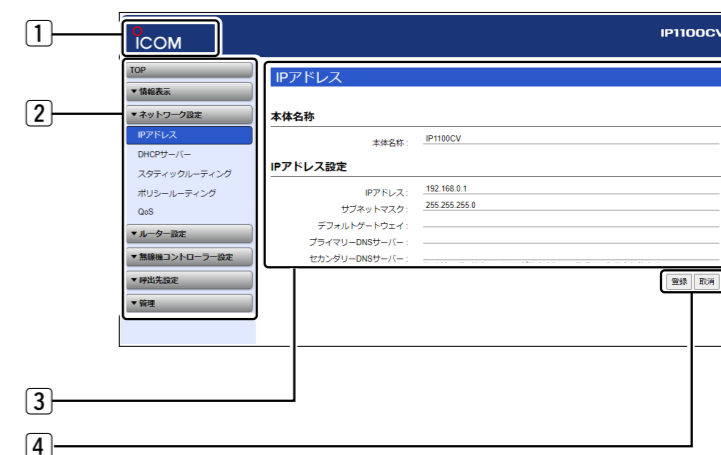 1
ICOM
IP1100CV
2
TOP
▼情報表示
▼ネットワーク設定
IPアドレス
DHCPサーバー
スタティックルーティング
ポリシールーティング
QoS
▼ルーター設定
▼無線機コントローラー設定
▼呼出先設定
▼管理
IPアドレス
本体名称
本体名称: IP1100CV
IPアドレス設定
IPアドレス: 192.168.0.1
サブネットマスク: 255.255.255.0
デフォルトゲートウェイ:
プライマリーDNSサーバー:
セカンダリーDNSサーバー:
登録 取消
3
4